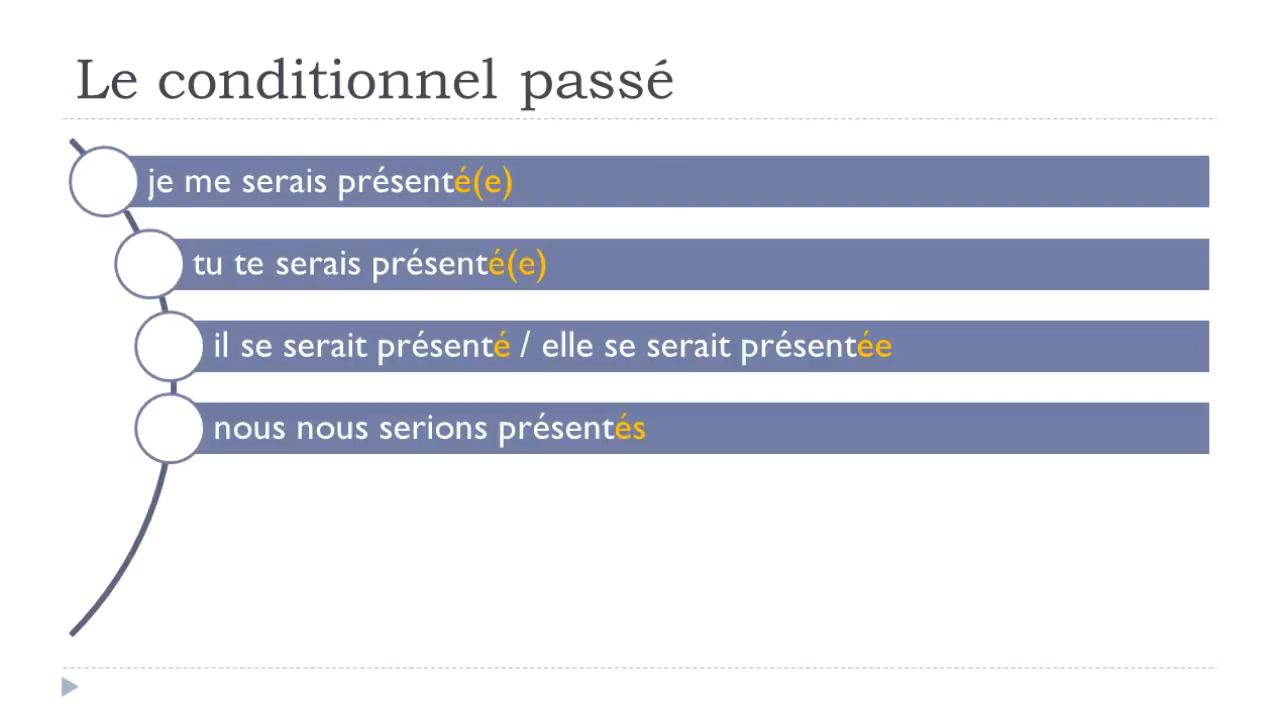 Le conditionnel passé
je me serais présenté(e)
tu te serais présenté(e)
il se serait présenté / elle se serait présentée
nous nous serions présentés